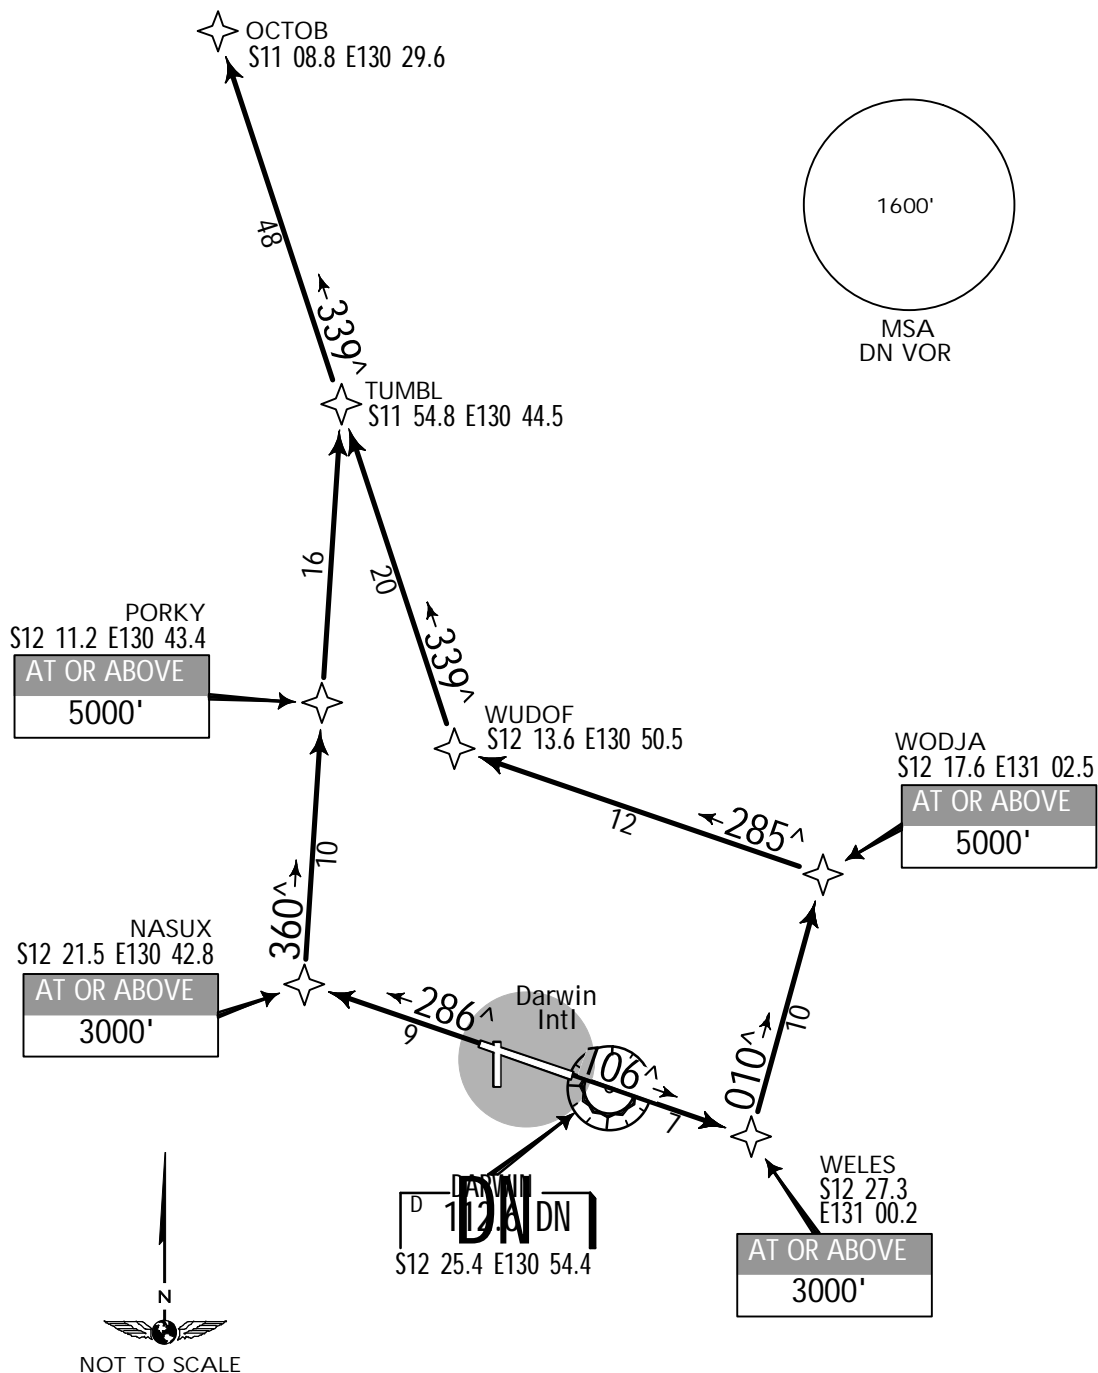 OCTOB
S11 08.8 E130 29.6
1600'
MSA
DN VOR
48
339^
TUMBL
S11 54.8 E130 44.5
16
20
339^
PORKY
S12 11.2 E130 43.4
AT OR ABOVE
5000'
WUDOF
S12 13.6 E130 50.5
WODJA
S12 17.6 E131 02.5
AT OR ABOVE
5000'
12
285^
10
360^
NASUX
S12 21.5 E130 42.8
AT OR ABOVE
3000'
286^
9
Darwin
Intl
106^
7
010^
10
DARWIN
D 112.6 DN
DN
S12 25.4 E130 54.4
WELES
S12 27.3
E131 00.2
AT OR ABOVE
3000'
N
NOT TO SCALE